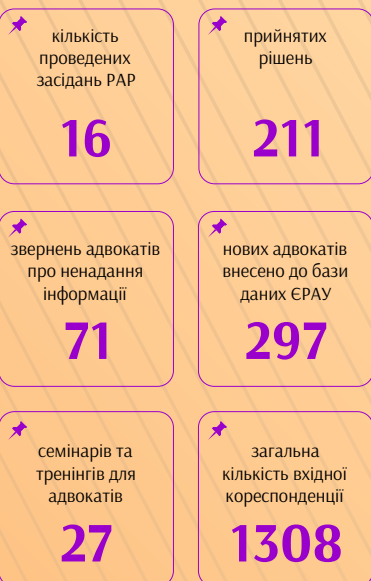 кількість
проведених
засідань РАР
16
прийнятих
рішень
211
звернень адвокатів
про ненадання
інформації
71
нових адвокатів
внесено до бази
даних ЄРАУ
297
семінарів та
тренінгів для
адвокатів
27
загальна
кількість вхідної
кореспонденції
1308